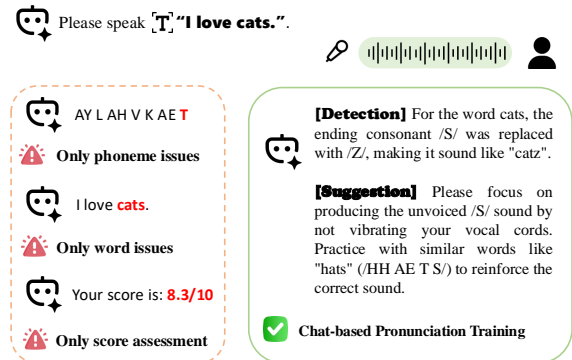 Please speak [T] “I love cats.”.
AY L AH V K AE T
Only phoneme issues
I love cats.
Only word issues
Your score is: 8.3/10
Only score assessment
[Detection] For the word cats, the
ending consonant /S/ was replaced
with /Z/, making it sound like "catz".
[Suggestion] Please focus on
producing the unvoiced /S/ sound by
not vibrating your vocal cords.
Practice with similar words like
"hats" (/HH AE T S/) to reinforce the
correct sound.
Chat-based Pronunciation Training